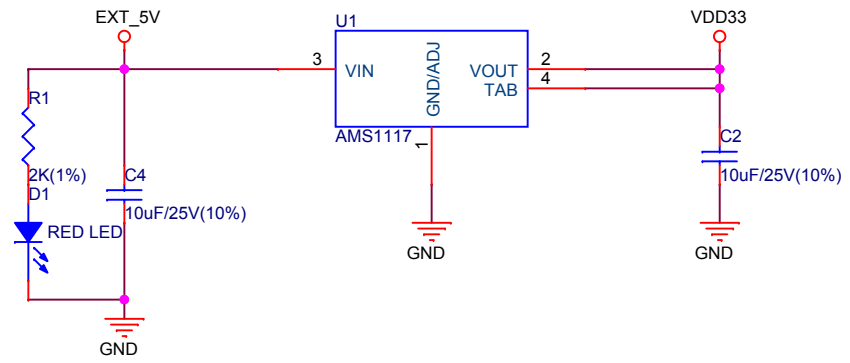 EXT_5V
U1
VDD33
3
VIN
GND/ADJ
VOUT
2
TAB
4
R1
AMS1117
1
C2
2K(1%)
C4
10uF/25V(10%)
D1
10uF/25V(10%)
RED LED
GND
GND
GND